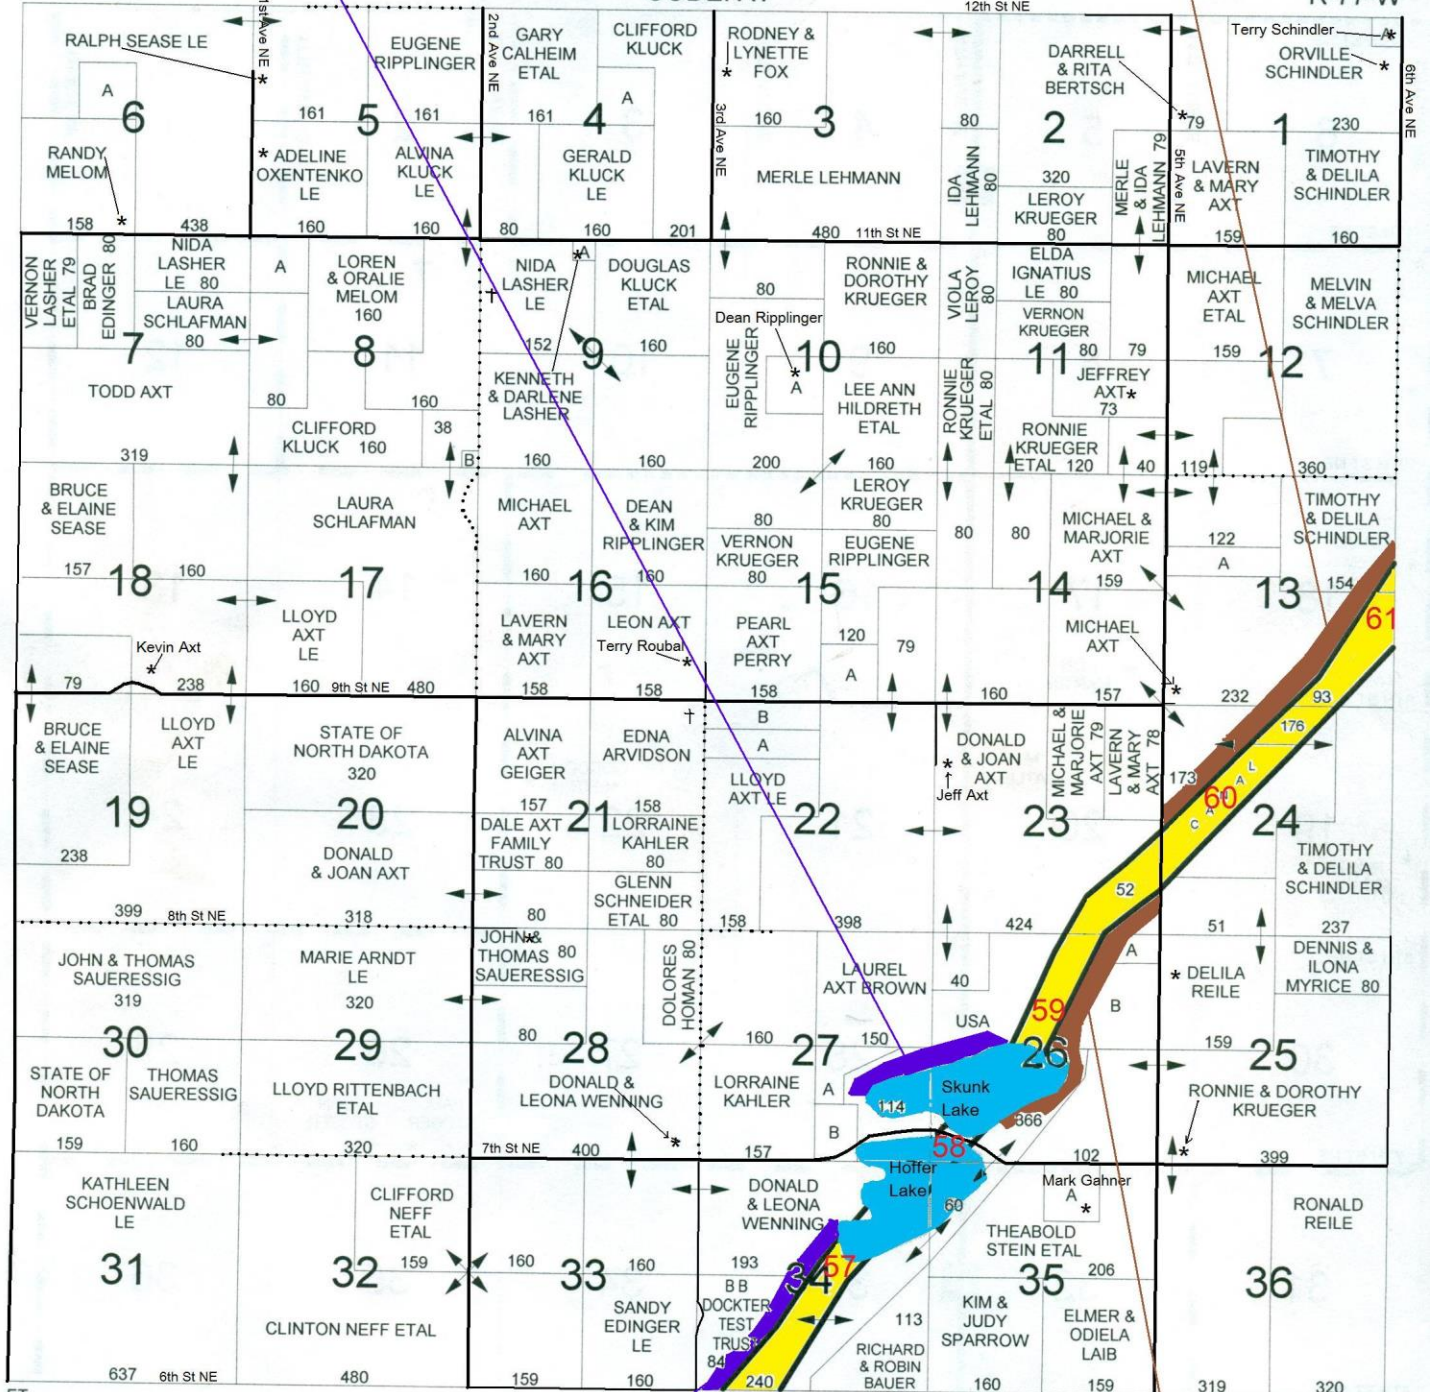 12th St NE
RALPH SEASE LE
1st Ave NE
EUGENE
RIPPLINGER
2nd Ave NE
GARY
CALHEIM
ETAL
CLIFFORD
KLUCK
RODNEY &
LYNETTE
FOX
DARRELL
& RITA
BERTSCH
Terry Schindler
A
ORVILLE
SCHINDLER
6th Ave NE
A
6
161
5
161
161
4
A
3rd Ave NE
160
3
80
2
79
1
230
RANDY
MELOM
ADELINE
OXENTENKO
LE
ALVINA
KLUCK
LE
GERALD
KLUCK
LE
MERLE LEHMANN
IDA
LEHMANN
80
320
LEROY
KRUEGER
80
MERLE
& IDA
LEHMANN 79
5th Ave NE
LAVERN
& MARY
AXT
TIMOTHY
& DELILA
SCHINDLER
158
438
160
160
80
160
201
480
11th St NE
159
160
VERNON
LASHER
ETAL 79
BRAD
EDINGER 80
NIDA
LASHER
LE 80
LAURA
SCHLAFMAN
80
A
LOREN
& ORALIE
MELOM
160
NIDA
LASHER
LE
A
DOUGLAS
KLUCK
ETAL
80
RONNIE &
DOROTHY
KRUEGER
VIOLA
LEROY
80
ELDA
IGNATIUS
LE 80
VERNON
KRUEGER
MICHAEL
AXT
ETAL
MELVIN
& MELVA
SCHINDLER
7
8
152
9
160
Dean Ripplinger
10
160
11
80
79
159
12
TODD AXT
80
160
KENNETH
& DARLENE
LASHER
EUGENE
RIPPLINGER
A
LEE ANN
HILDRETH
ETAL
RONNIE
KRUEGER
ETAL 80
JEFFREY
AXT
73
CLIFFORD
KLUCK
160
38
B
RONNIE
KRUEGER
ETAL 120
40
319
160
160
200
160
119
360
BRUCE
& ELAINE
SEASE
LAURA
SCHLAFMAN
MICHAEL
AXT
DEAN
& KIM
RIPPLINGER
LEROY
KRUEGER
80
80
VERNON
KRUEGER
80
EUGENE
RIPPLINGER
80
80
MICHAEL &
MARJORIE
AXT
159
122
A
TIMOTHY
& DELILA
SCHINDLER
157
18
160
17
160
16
160
15
14
13
154
61
LLOYD
AXT
LE
LAVERN
& MARY
AXT
LEON AXT
Terry Roubal
PEARL
AXT
PERRY
120
79
A
MICHAEL
AXT
Kevin Axt
79
238
160
9th St NE
480
158
158
158
160
157
232
93
BRUCE
& ELAINE
SEASE
LLOYD
AXT
LE
STATE OF
NORTH DAKOTA
320
ALVINA
AXT
GEIGER
EDNA
ARVIDSON
B
A
LLOYD
AXT LE
DONALD
& JOAN
AXT
Jeff Axt
MICHAEL &
MARJORIE
AXT 79
LAVERN
& MARY
AXT 78
176
173
CANAL
60
19
20
157
21
158
22
23
24
238
DONALD
& JOAN AXT
DALE AXT
FAMILY
TRUST 80
LORRAINE
KAHLER
80
TIMOTHY
& DELILA
SCHINDLER
399
8th St NE
318
80
GLENN
SCHNEIDER
ETAL 80
158
398
424
52
51
237
JOHN & THOMAS
SAUERESSIG
319
MARIE ARNDT
LE
320
JOHN &
THOMAS 80
SAUERESSIG
DOLORES
HOMAN 80
LAUREL
AXT BROWN
40
A
B
DELILA
REILE
DENNIS &
ILONA
MYRICE 80
USA
59
30
29
80
28
160
27
150
26
159
25
STATE OF
NORTH
DAKOTA
THOMAS
SAUERESSIG
LLOYD RITTENBACH
ETAL
DONALD &
LEONA WENNING
LORRAINE
KAHLER
A
B
114
Skunk
Lake
366
RONNIE & DOROTHY
KRUEGER
159
160
320
7th St NE
400
157
58
102
399
KATHLEEN
SCHOENWALD
LE
CLIFFORD
NEFF
ETAL
DONALD
& LEONA
WENNING
Hoffer
Lake
60
Mark Gahner
A
THEABOLD
STEIN ETAL
RONALD
REILE
31
32
159
160
33
160
193
34
57
35
206
36
CLINTON NEFF ETAL
SANDY
EDINGER
LE
B B
DOCKTER
TEST
TRUST
84
113
RICHARD
& ROBIN
BAUER
KIM &
JUDY
SPARROW
ELMER &
ODIELA
LAIB
637
6th St NE
480
159
160
240
160
159
319
320